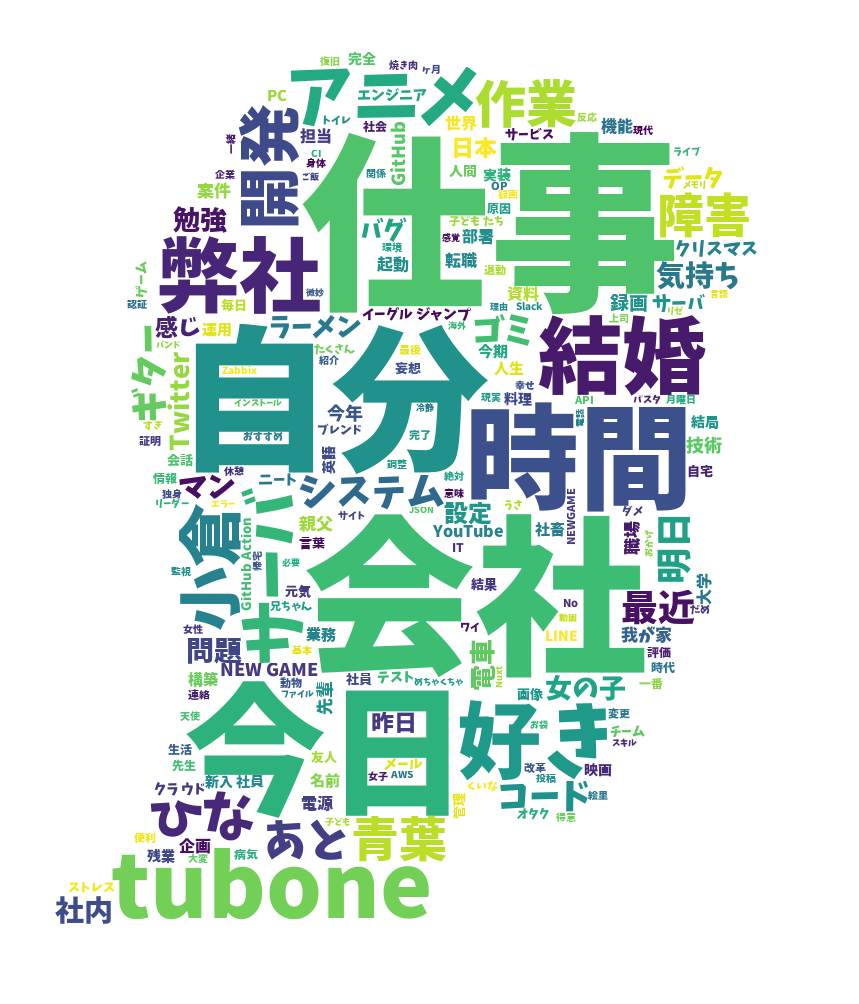 復旧
完全
焼き肉
ヶ月
アニメ
エンジニア
作業
PC
トイレ
反応
開発
担当
社会
GitHub
世界
機能
現代
サービス
日本
CI
身体
仕事
人間
実装
ライブ
企業
ご飯
関係
OP
データ
メモリ
案件
録画
障害
勉強
バグ
子どもたち
原因
弊社
環境
感覚
部署
クリスマス
起動
転職
退勤
気持ち
ゲーム
認証
毎日
微妙
資料
録画
サーバ
言語
イーグルジャンプ
理由
Slack
上司
リゼ
感じ
運用
ラーメン
海外
ゴミ
ギター
バンド
たくさん
最後
今期
結婚
Twitter
自分
紹介
妄想
人生
Zabbix
幸せ
料理
現実
API
パスタ
月曜日
インストール
冷静
今年
時間
すぎ
証明
おすすめ
ブレンド
完了
電話
結局
技術
会話
英語
調整
情報
休憩
ニート
絶対
自宅
マン
独身
システム
意味
リーダー
エラー
サイト
JSON
設定
うさ
ダメ
小倉
親父
YouTube
社畜
NEWGAME
職場
明日
おかげ
GitHub Action
帰宅
言葉
IT
会社
監視
必要
結果
大学
元気
兄ちゃん
No
最近
だめ
女性
業務
ワイ
動画
LINE
我が家
問題
基本
電車
評価
NEW GAME
時代
構築
動物
社員
テスト
めちゃくちゃ
Nuxt
女の子
一番
連絡
ファイル
先輩
画像
今日
天使
昨日
好き
お袋
変更
チーム
スキル
生活
友人
先生
メール
改革
映画
女子
AWS
投稿
クラウド
新入社員
名前
くいな
コード
絵里
ひな
電源
管理
オタク
得意
便利
企画
あと
子ども
青葉
残業
大変
病気
tubone
ストレス
社内